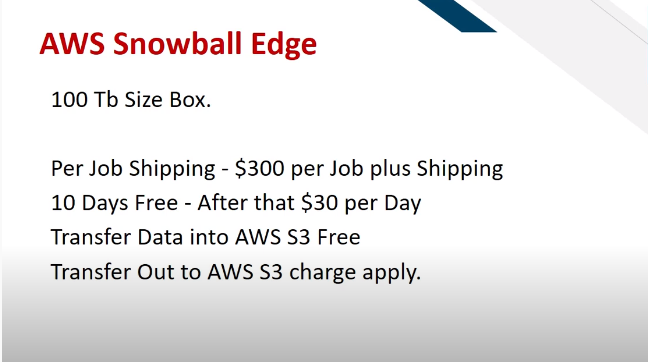 AWS Snowball Edge
100 Tb Size Box.
Per Job Shipping - $300 per Job plus Shipping
10 Days Free - After that $30 per Day
Transfer Data into AWS S3 Free
Transfer Out to AWS S3 charge apply.